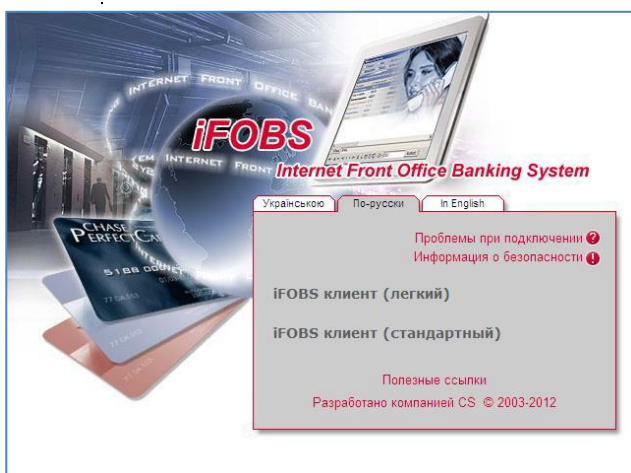 INTERNET FRONT OFFICE BAN
iFOBS
INTERNET FRONT
Internet Front Office Banking System
Українською
По-русски
In English
CHASE
PERFECT CAR
5188
Проблемы при подключении ?
Информация о безопасности !
iFOBS клиент (легкий)
iFOBS клиент (стандартный)
Полезные ссылки
Разработано компанией CS © 2003-2012